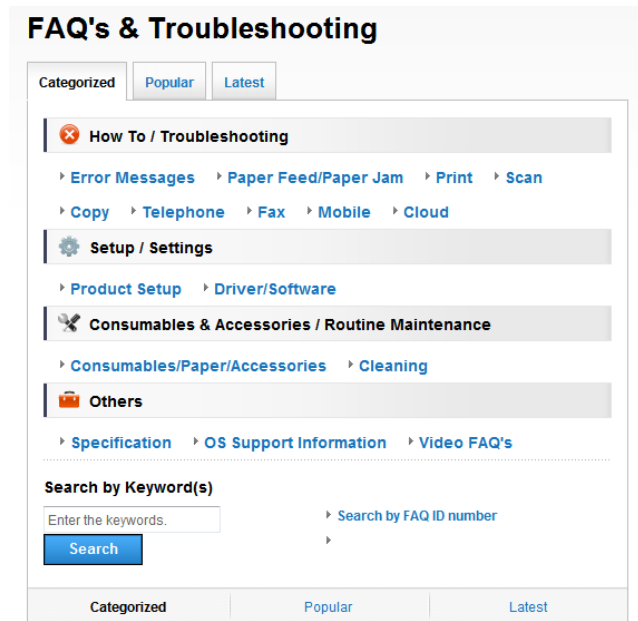 FAQ's & Troubleshooting
Categorized Popular Latest
How To / Troubleshooting
Error Messages Paper Feed/Paper Jam Print Scan
Copy Telephone Fax Mobile Cloud
Setup / Settings
Product Setup Driver/Software
Consumables & Accessories / Routine Maintenance
Consumables/Paper/Accessories Cleaning
Others
Specification OS Support Information Video FAQ's
Search by Keyword(s)
Enter the keywords. Search by FAQ ID number
Search
Categorized Popular Latest